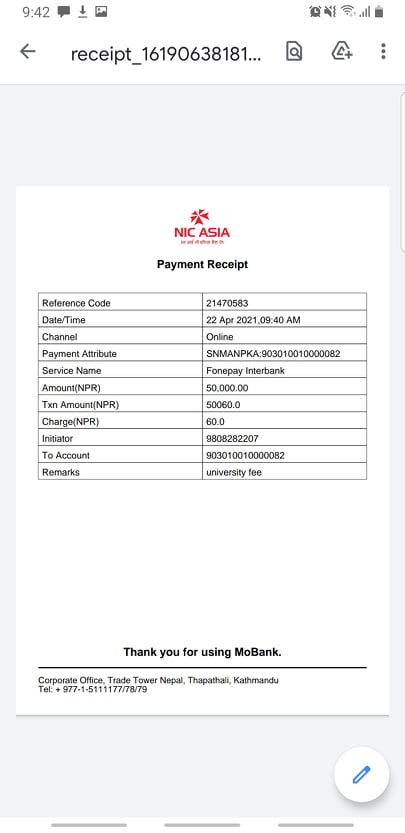 9:42
receipt_16190638181...
NIC ASIA
Payment Receipt
Reference Code 21470583
Date/Time 22 Apr 2021,09:40 AM
Channel Online
Payment Attribute SNMANPKA:903010010000082
Service Name Fonepay Interbank
Amount(NPR) 50,000.00
Txn Amount(NPR) 50060.0
Charge(NPR) 60.0
Initiator 9808282207
To Account 903010010000082
Remarks university fee
Thank you for using MoBank.
Corporate Office, Trade Tower Nepal, Thapathali, Kathmandu
Tel: + 977-1-5111177/78/79